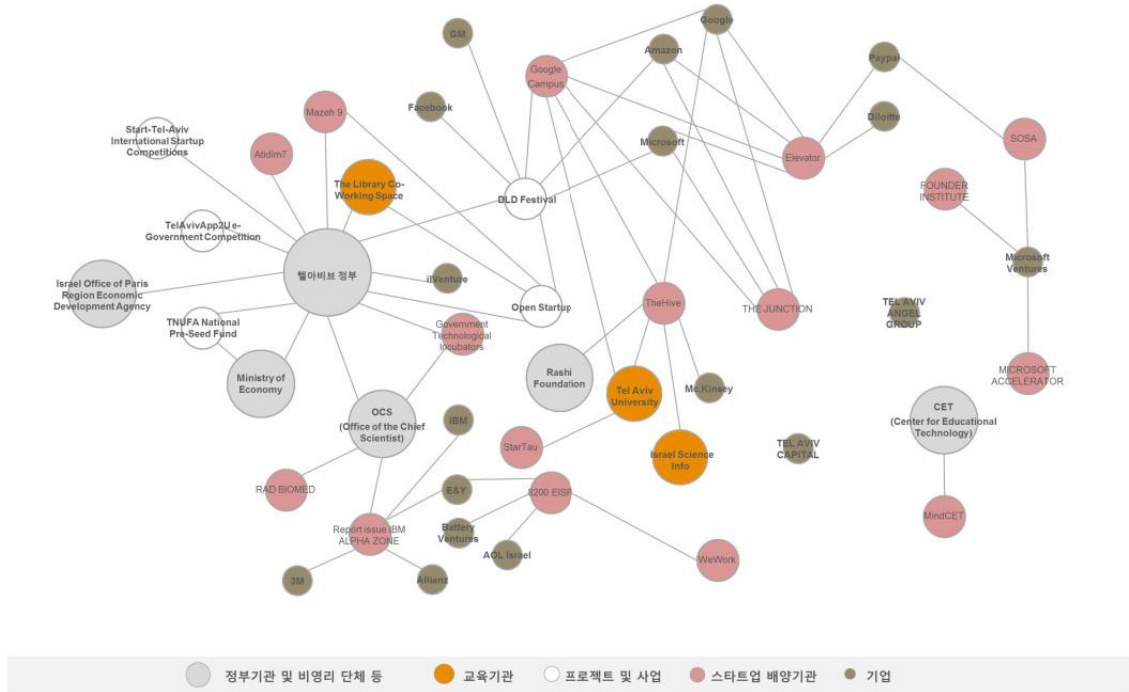 GM
Google
Google
Campus
Amazon
Paypal
Mazeh 9
Facebook
Diloitte
Start-Tel-Aviv
International Startup
Competitions
Microsoft
SOSA
Atidim7
Elevator
The Library Co-
Working Space
FOUNDER
INSTITUTE
DLD Festival
TelAvivApp2U e-
Government Competition
텔아비브 정부
ilVenture
Microsoft
Ventures
Israel Office of Paris
Region Economic
Development Agency
Open Startup
TheHive
THE JUNCTION
TEL AVIV
ANGEL
GROUP
TNUFA National
Pre-Seed Fund
Government
Technological
Incubators
Ministry of
Economy
Rashi
Foundation
Tel Aviv
University
Mc.Kinsey
MICROSOFT
ACCELERATOR
OCS
(Office of the Chief
Scientist)
IBM
CET
(Center for Educational
Technology)
StarTau
Israel Science
Info
TEL AVIV
CAPITAL
RAD BIOMED
E&Y
8200 EISP
MindCET
Report issue IBM
ALPHA ZONE
Battery
Ventures
AOL Israel
WeWork
3M
Allianz
정부기관 및 비영리 단체 등
교육기관
프로젝트 및 사업
스타트업 배양기관
기업